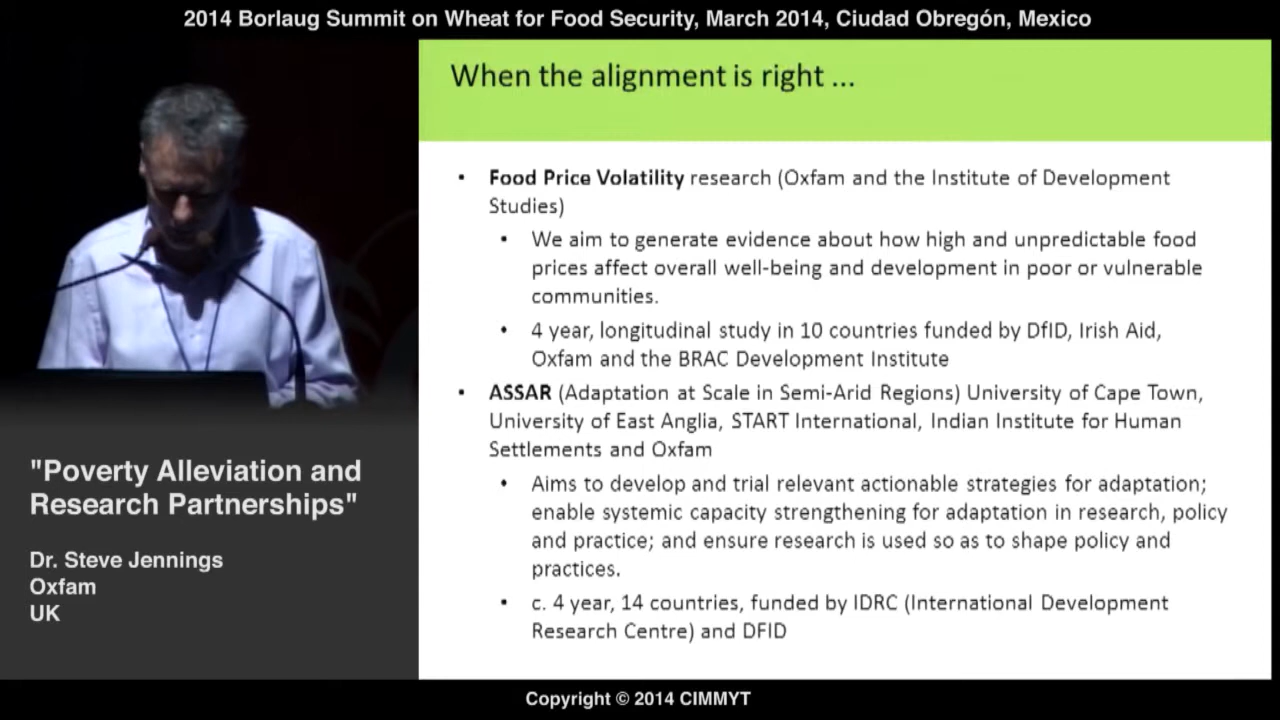 2014 Borlaug Summit on Wheat for Food Security, March 2014, Ciudad Obregón, Mexico
When the alignment is right ...
• Food Price Volatility research (Oxfam and the Institute of Development
Studies)
• We aim to generate evidence about how high and unpredictable food
prices affect overall well-being and development in poor or vulnerable
communities.
• 4 year, longitudinal study in 10 countries funded by DfID, Irish Aid,
Oxfam and the BRAC Development Institute
• ASSAR (Adaptation at Scale in Semi-Arid Regions) University of Cape Town,
University of East Anglia, START International, Indian Institute for Human
Settlements and Oxfam
• Aims to develop and trial relevant actionable strategies for adaptation;
enable systemic capacity strengthening for adaptation in research, policy
and practice; and ensure research is used so as to shape policy and
practices.
• c. 4 year, 14 countries, funded by IDRC (International Development
Research Centre) and DFID
"Poverty Alleviation and
Research Partnerships"
Dr. Steve Jennings
Oxfam
UK
Copyright © 2014 CIMMYT